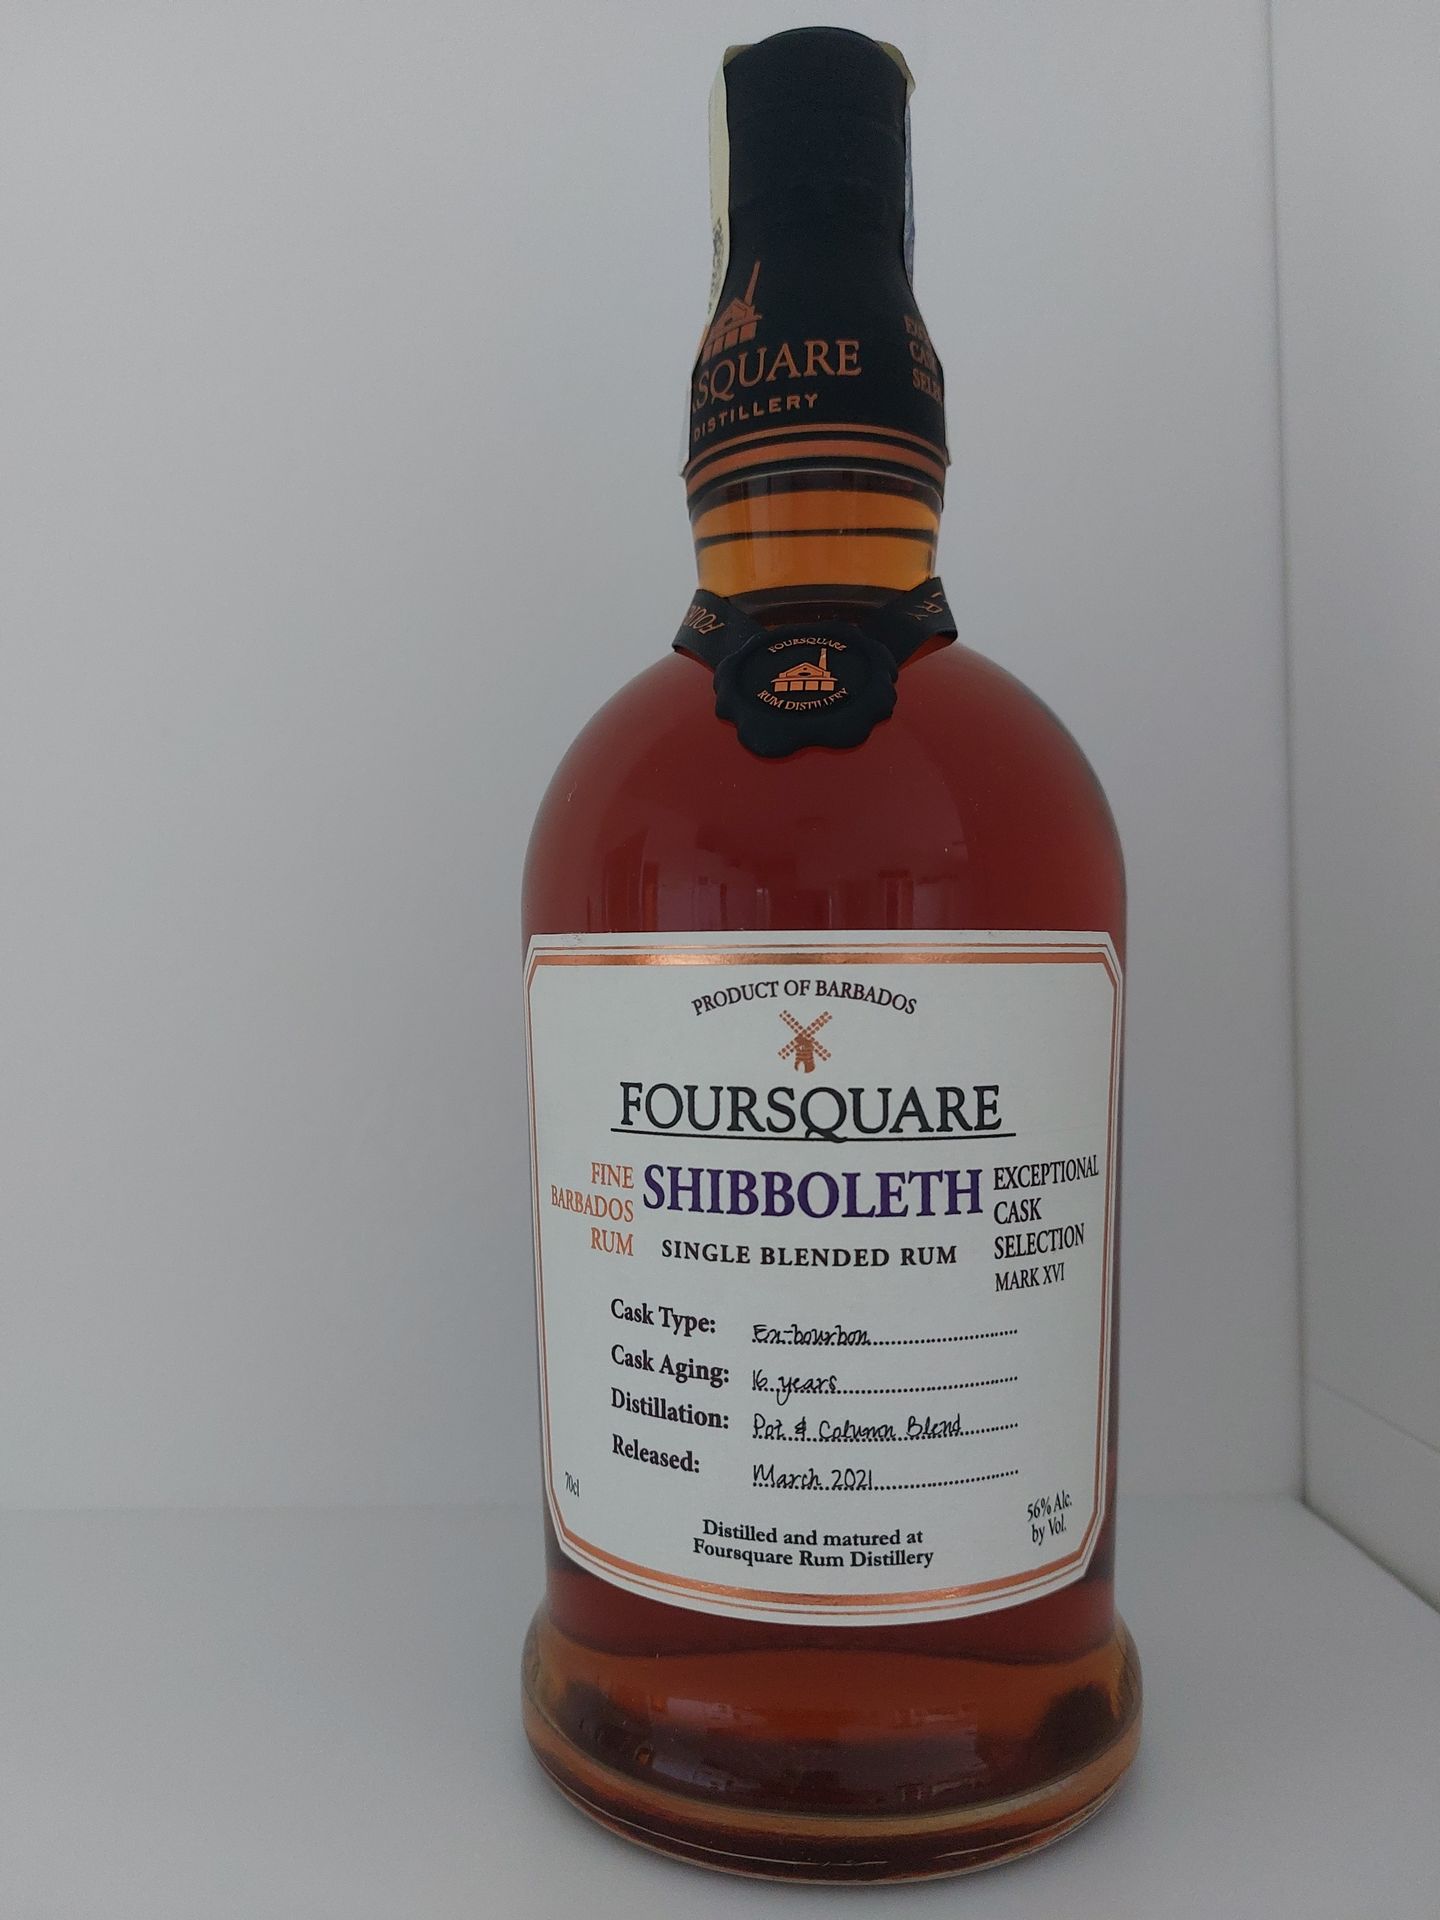 SQUARE
DISTILLERY
FOURSQUARE
RUM DISTILLERY
PRODUCT OF BARBADOS
FOURSQUARE
FINE
BARBADOS
RUM
SHIBBOLETH
SINGLE BLENDED RUM
EXCEPTIONAL
CASK
SELECTION
MARK XVI
Cask Type: Ex-bourbon
Cask Aging: 16 years
Distillation: Pot & Column Blend
Released: March 2021
70cl
56% Alc.
by Vol.
Distilled and matured at
Foursquare Rum Distillery